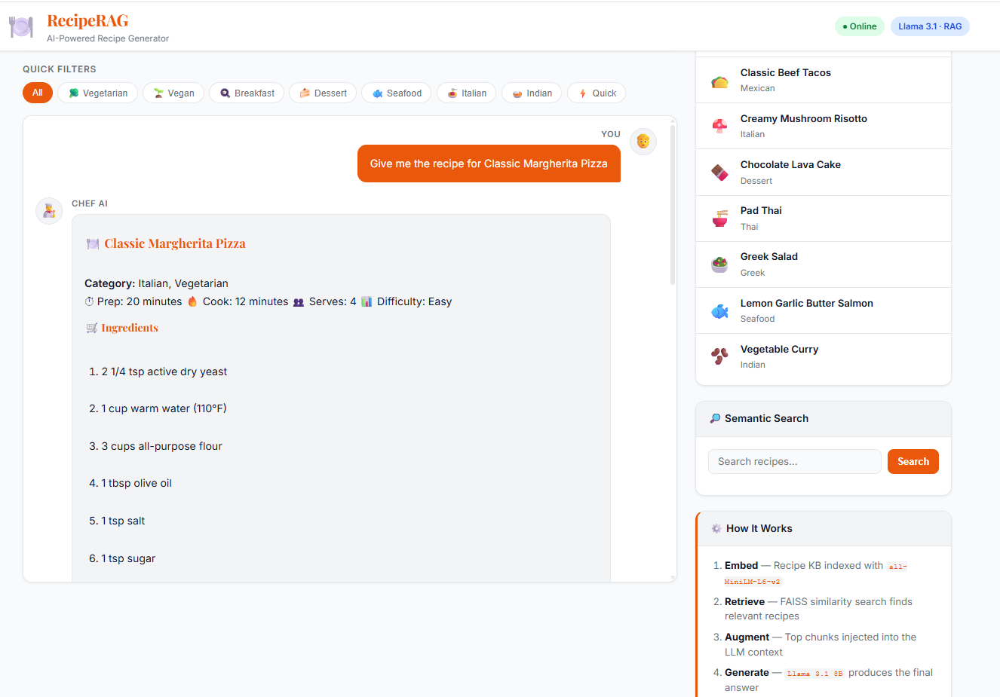 RecipeRAG
AI-Powered Recipe Generator
● Online
Llama 3.1 · RAG
QUICK FILTERS
All
Vegetarian
Vegan
Breakfast
Dessert
Seafood
Italian
Indian
Quick
YOU
Give me the recipe for Classic Margherita Pizza
CHEF AI
Classic Margherita Pizza
Category: Italian, Vegetarian
Prep: 20 minutes Cook: 12 minutes Serves: 4 Difficulty: Easy
Ingredients
1. 2 1/4 tsp active dry yeast
2. 1 cup warm water (110°F)
3. 3 cups all-purpose flour
4. 1 tbsp olive oil
5. 1 tsp salt
6. 1 tsp sugar
Classic Beef Tacos
Mexican
Creamy Mushroom Risotto
Italian
Chocolate Lava Cake
Dessert
Pad Thai
Thai
Greek Salad
Greek
Lemon Garlic Butter Salmon
Seafood
Vegetable Curry
Indian
Semantic Search
Search recipes...
Search
How It Works
1. Embed — Recipe KB indexed with all-
MiniLM-L6-v2
2. Retrieve — FAISS similarity search finds
relevant recipes
3. Augment — Top chunks injected into the
LLM context
4. Generate — Llama 3.1 8B produces the final
answer